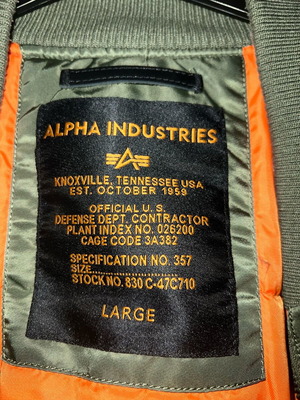 ALPHA INDUSTRIES
KNOXVILLE, TENNESSEE USA
EST. OCTOBER 1959
OFFICIAL U.S.
DEFENSE DEPT. CONTRACTOR
PLANT INDEX NO. 026200
CAGE CODE 3A382
SPECIFICATION NO. 357
SIZE......................
STOCK NO. 830 C-47C710
LARGE